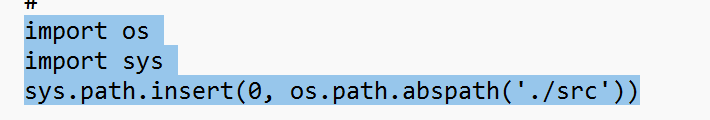 #
import os
import sys
sys.path.insert(0, os.path.abspath('./src'))